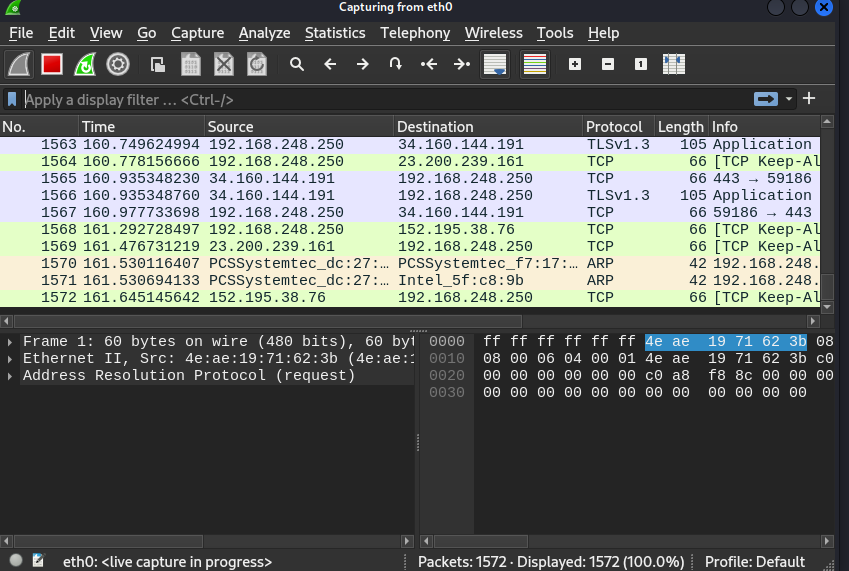 Capturing from eth0
File Edit View Go Capture Analyze Statistics Telephony Wireless Tools Help
Apply a display filter … <Ctrl-/>
No. Time Source Destination Protocol Length Info
1563 160.749624994 192.168.248.250 34.160.144.191 TLSv1.3 105 Application
1564 160.778156666 192.168.248.250 23.200.239.161 TCP 66 [TCP Keep-Al
1565 160.935348230 34.160.144.191 192.168.248.250 TCP 66 443 → 59186
1566 160.935348760 34.160.144.191 192.168.248.250 TLSv1.3 105 Application
1567 160.977733698 192.168.248.250 34.160.144.191 TCP 66 59186 → 443
1568 161.292728497 192.168.248.250 152.195.38.76 TCP 66 [TCP Keep-Al
1569 161.476731219 23.200.239.161 192.168.248.250 TCP 66 [TCP Keep-Al
1570 161.530116407 PCSSystemtec_dc:27:… PCSSystemtec_f7:17:… ARP 42 192.168.248.
1571 161.530694133 PCSSystemtec_dc:27:… Intel_5f:c8:9b ARP 42 192.168.248.
1572 161.645145642 152.195.38.76 192.168.248.250 TCP 66 [TCP Keep-Al
Frame 1: 60 bytes on wire (480 bits), 60 byt
Ethernet II, Src: 4e:ae:19:71:62:3b (4e:ae:1
Address Resolution Protocol (request)
0000 ff ff ff ff ff ff 4e ae 19 71 62 3b 08
0010 08 00 06 04 00 01 4e ae 19 71 62 3b c0
0020 00 00 00 00 00 00 c0 a8 f8 8c 00 00 00
0030 00 00 00 00 00 00 00 00 00 00 00 00
eth0: <live capture in progress>
Packets: 1572 · Displayed: 1572 (100.0%)
Profile: Default